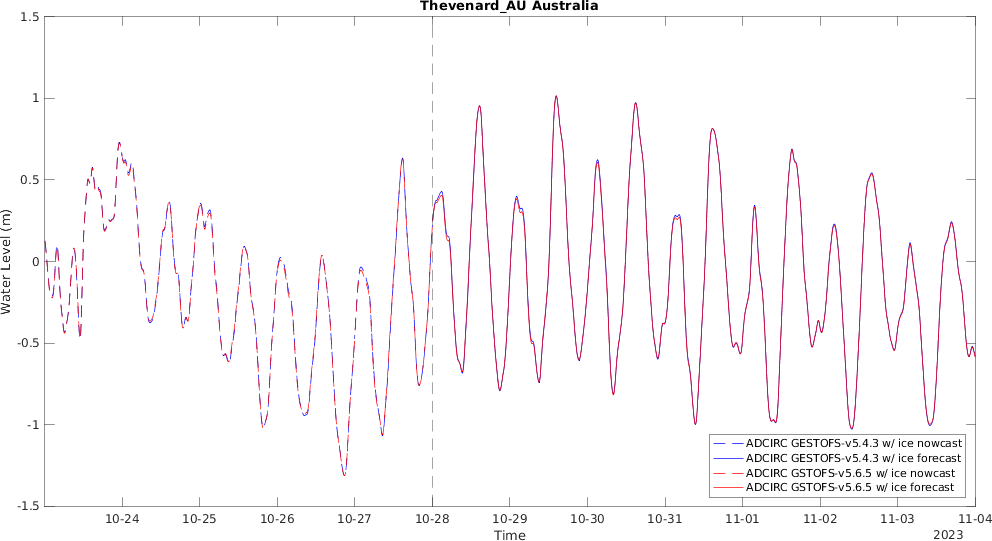 Thevenard_AU Australia
1.5
1
0.5
0
-0.5
-1
-1.5
Water Level (m)
10-24 10-25 10-26 10-27 10-28 10-29 10-30 10-31 11-01 11-02 11-03 11-04
Time
2023
ADCIRC GESTOFS-v5.4.3 w/ ice nowcast
ADCIRC GESTOFS-v5.4.3 w/ ice forecast
ADCIRC GSTOFS-v5.6.5 w/ ice nowcast
ADCIRC GSTOFS-v5.6.5 w/ ice forecast